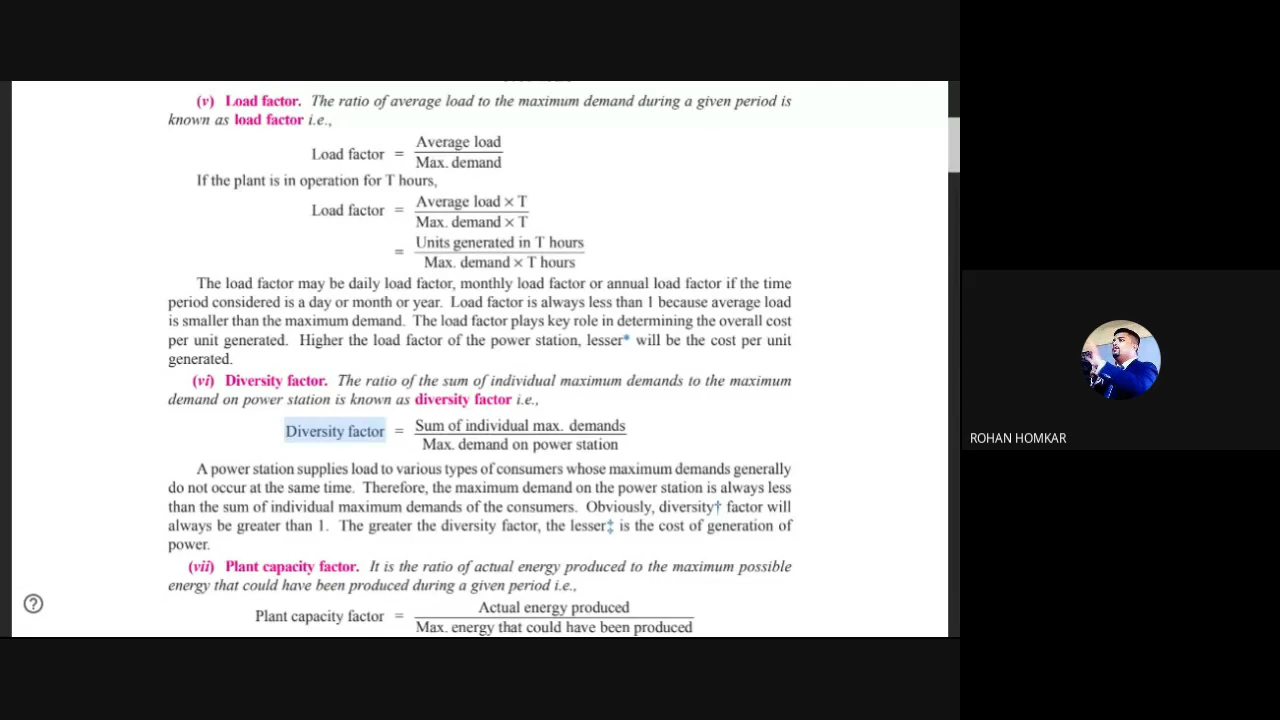 (v) Load factor. The ratio of average load to the maximum demand during a given period is
known as load factor i.e.,
Load factor = Average load
Max. demand
If the plant is in operation for T hours,
Load factor = Average load × T
Max. demand × T
= Units generated in T hours
Max. demand × T hours
The load factor may be daily load factor, monthly load factor or annual load factor if the time
period considered is a day or month or year. Load factor is always less than 1 because average load
is smaller than the maximum demand. The load factor plays key role in determining the overall cost
per unit generated. Higher the load factor of the power station, lesser* will be the cost per unit
generated.
(vi) Diversity factor. The ratio of the sum of individual maximum demands to the maximum
demand on power station is known as diversity factor i.e.,
Diversity factor = Sum of individual max. demands
Max. demand on power station
A power station supplies load to various types of consumers whose maximum demands generally
do not occur at the same time. Therefore, the maximum demand on the power station is always less
than the sum of individual maximum demands of the consumers. Obviously, diversity† factor will
always be greater than 1. The greater the diversity factor, the lesser‡ is the cost of generation of
power.
(vii) Plant capacity factor. It is the ratio of actual energy produced to the maximum possible
energy that could have been produced during a given period i.e.,
Plant capacity factor = Actual energy produced
Max. energy that could have been produced
ROHAN HOMKAR